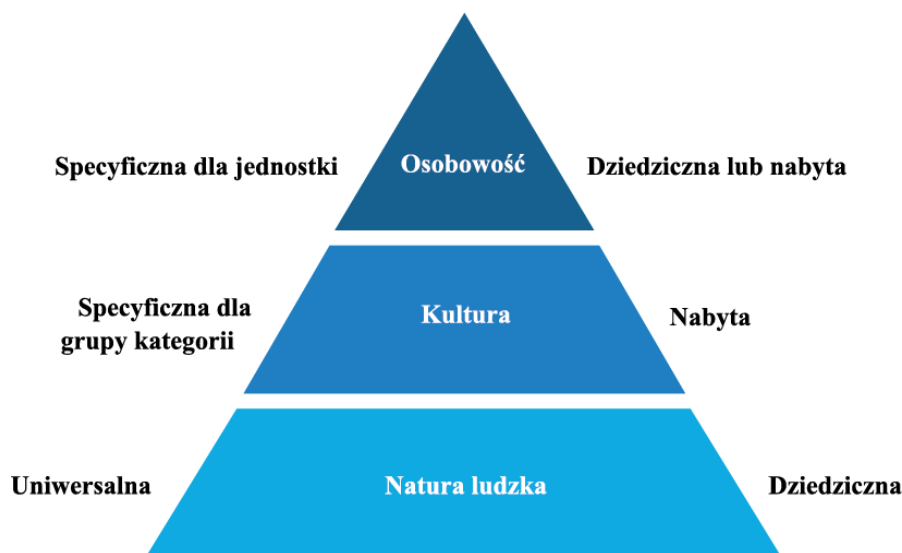 Specyficzna dla jednostki
Osobowość
Dziedziczna lub nabyta
Specyficzna dla
grupy kategorii
Kultura
Nabyta
Uniwersalna
Natura ludzka
Dziedziczna